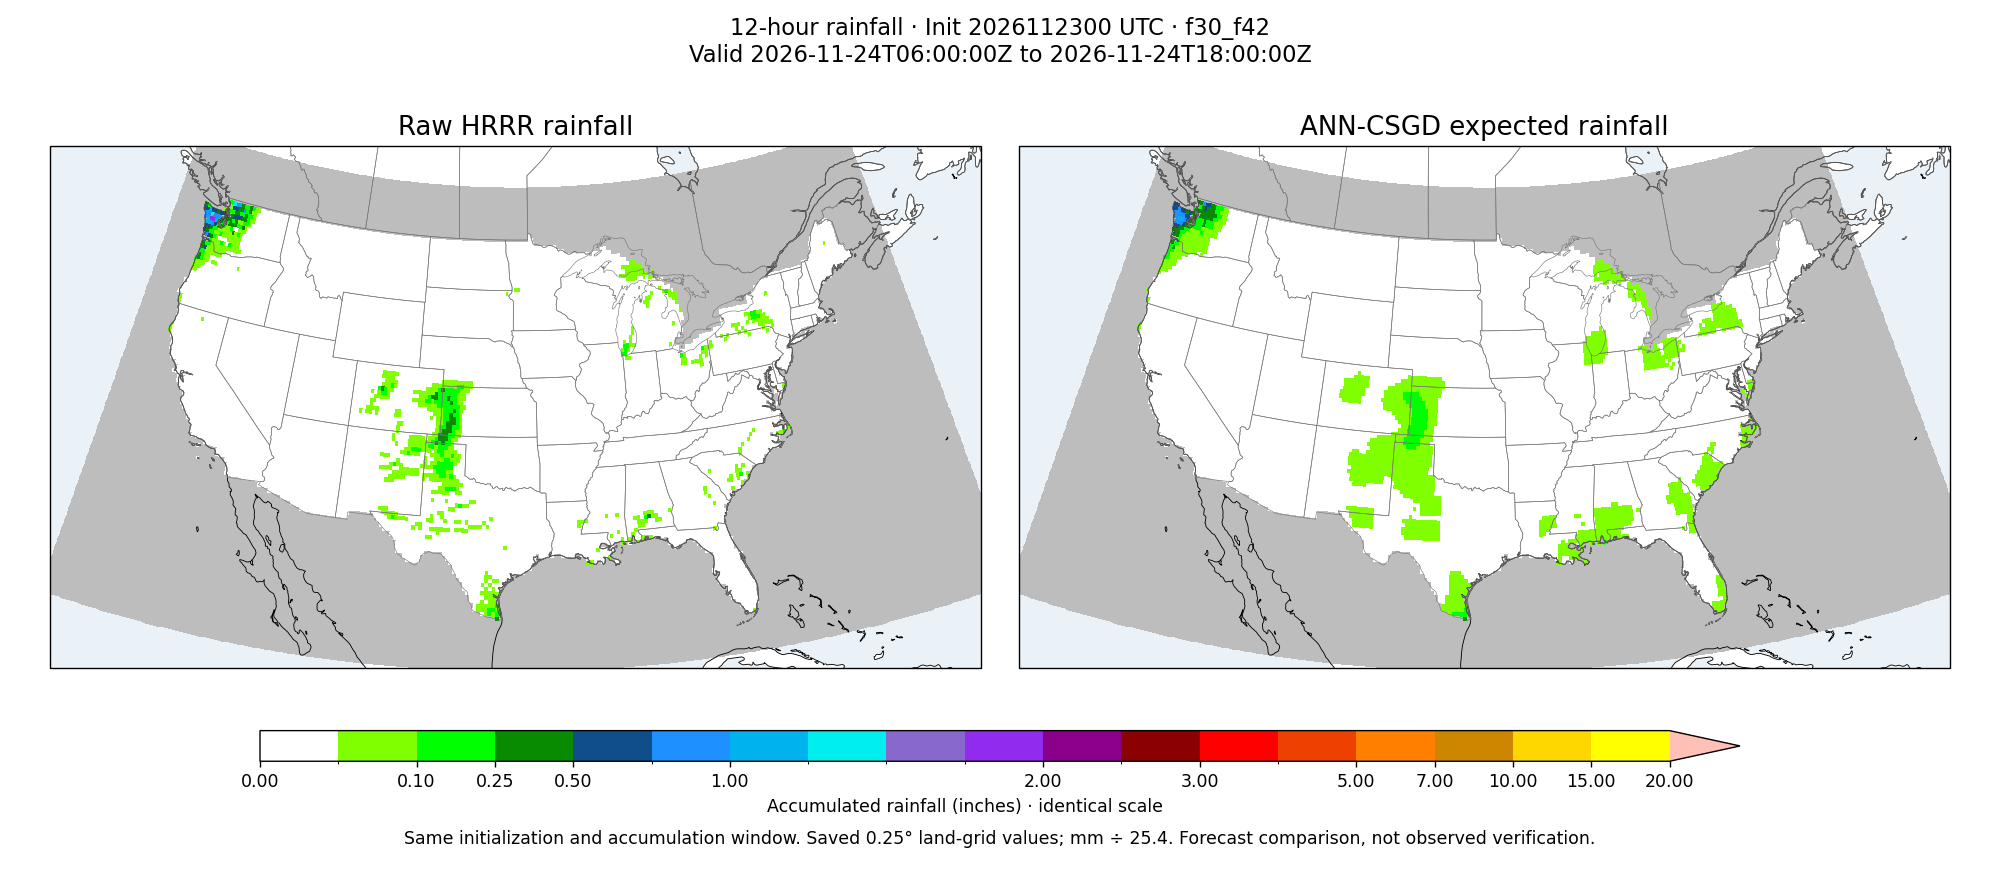 12-hour rainfall · Init 2026112300 UTC · f30_f42
Valid 2026-11-24T06:00:00Z to 2026-11-24T18:00:00Z
Raw HRRR rainfall
ANN-CSGD expected rainfall
0.00 0.10 0.25 0.50 1.00 2.00 3.00 5.00 7.00 10.00 15.00 20.00
Accumulated rainfall (inches) · identical scale
Same initialization and accumulation window. Saved 0.25° land-grid values; mm ÷ 25.4. Forecast comparison, not observed verification.